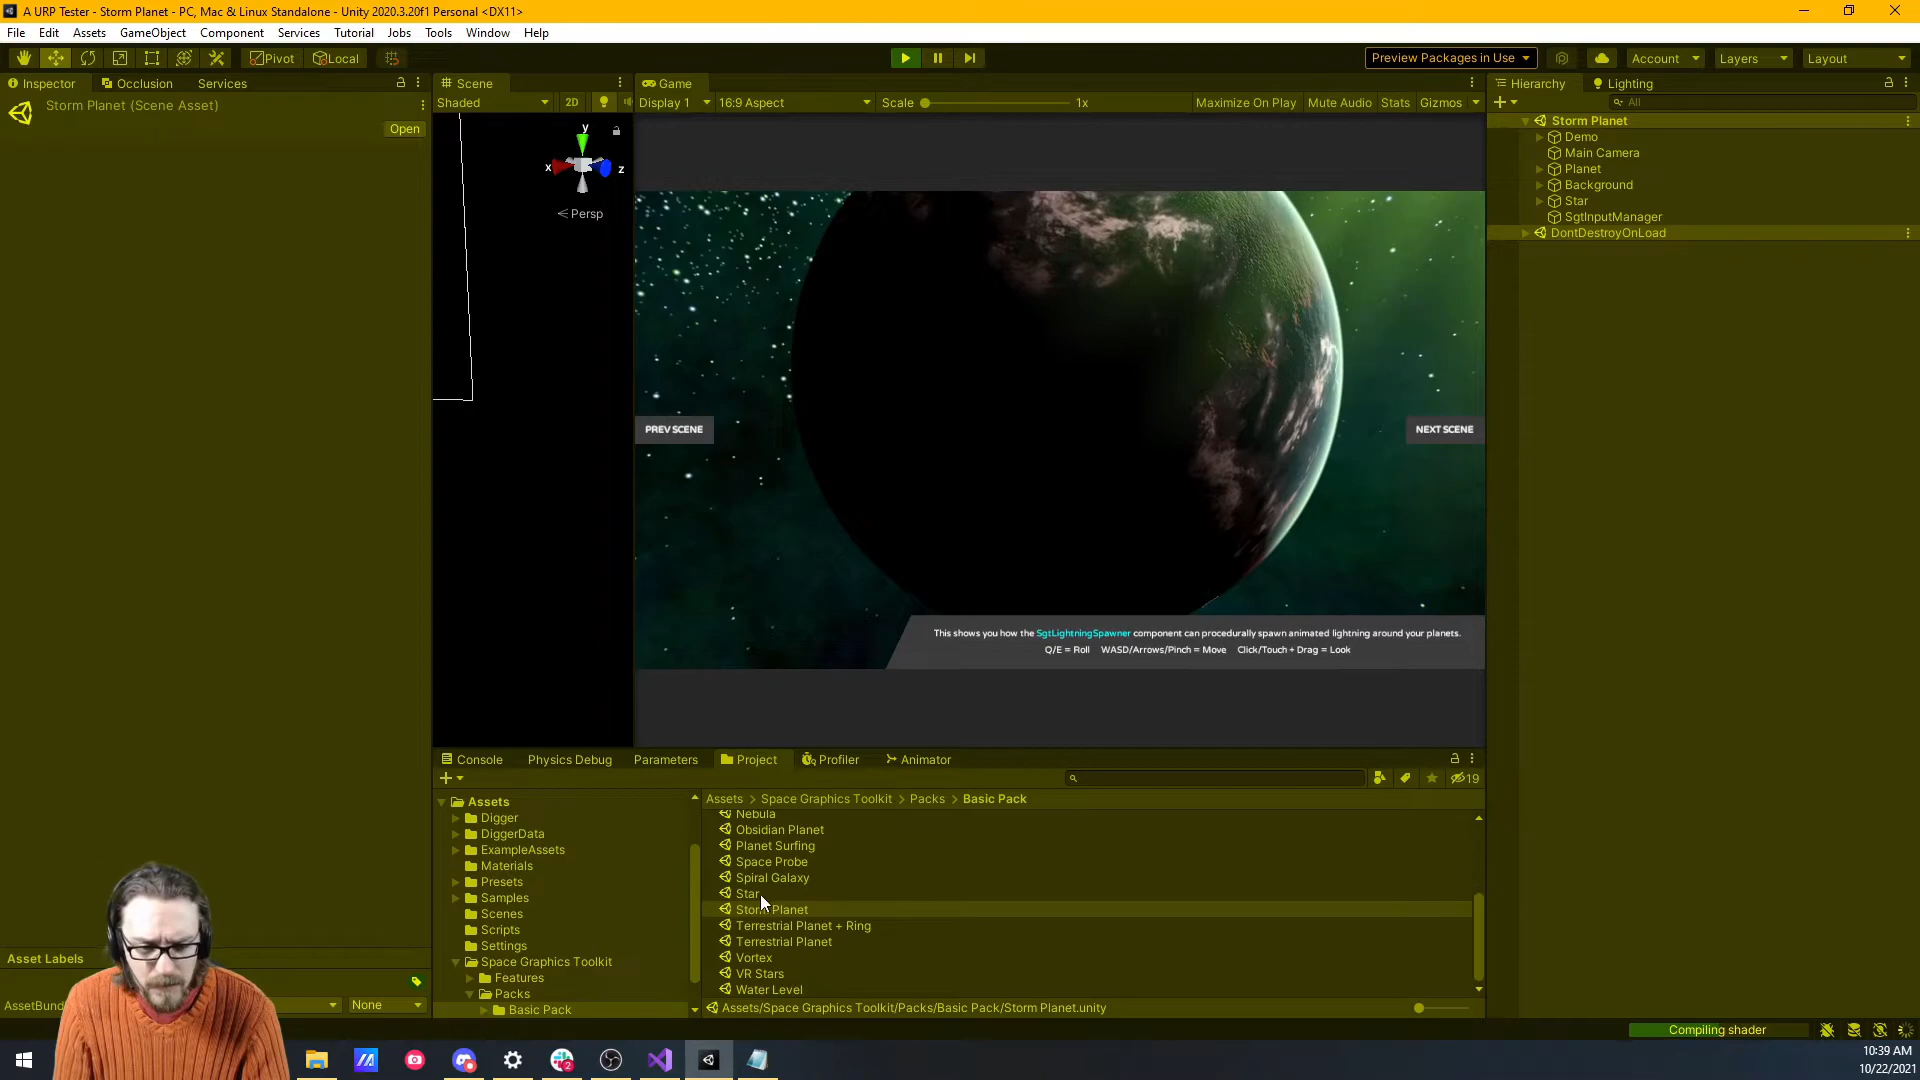 A URP Tester - Storm Planet - PC, Mac & Linux Standalone - Unity 2020.3.20f1 Personal <DX11>
File Edit Assets GameObject Component Services Tutorial Jobs Tools Window Help
Pivot Local Preview Packages in Use Account Layers Layout
Inspector Occlusion Services Scene Game Hierarchy Lighting
Shaded 2D Display 1 16:9 Aspect Scale 1x Maximize On Play Mute Audio Stats Gizmos All
Storm Planet (Scene Asset)
Open
y
x z
Persp
Storm Planet
Demo
Main Camera
Planet
Background
Star
SgtInputManager
DontDestroyOnLoad
PREV SCENE NEXT SCENE
This shows you how the SgtLightningSpawner component can procedurally spawn animated lightning around your planets.
Q/E = Roll WASD/Arrows/Pinch = Move Click/Touch + Drag = Look
Console Physics Debug Parameters Project Profiler Animator
19
Assets
Digger
DiggerData
ExampleAssets
Materials
Presets
Samples
Scenes
Scripts
Settings
Space Graphics Toolkit
Features
Packs
Basic Pack
Assets > Space Graphics Toolkit > Packs > Basic Pack
Nebula
Obsidian Planet
Planet Surfing
Space Probe
Spiral Galaxy
Star
Storm Planet
Terrestrial Planet + Ring
Terrestrial Planet
Vortex
VR Stars
Water Level
Assets/Space Graphics Toolkit/Packs/Basic Pack/Storm Planet.unity
Asset Labels
None
Compiling shader
2
10:39 AM
10/22/2021